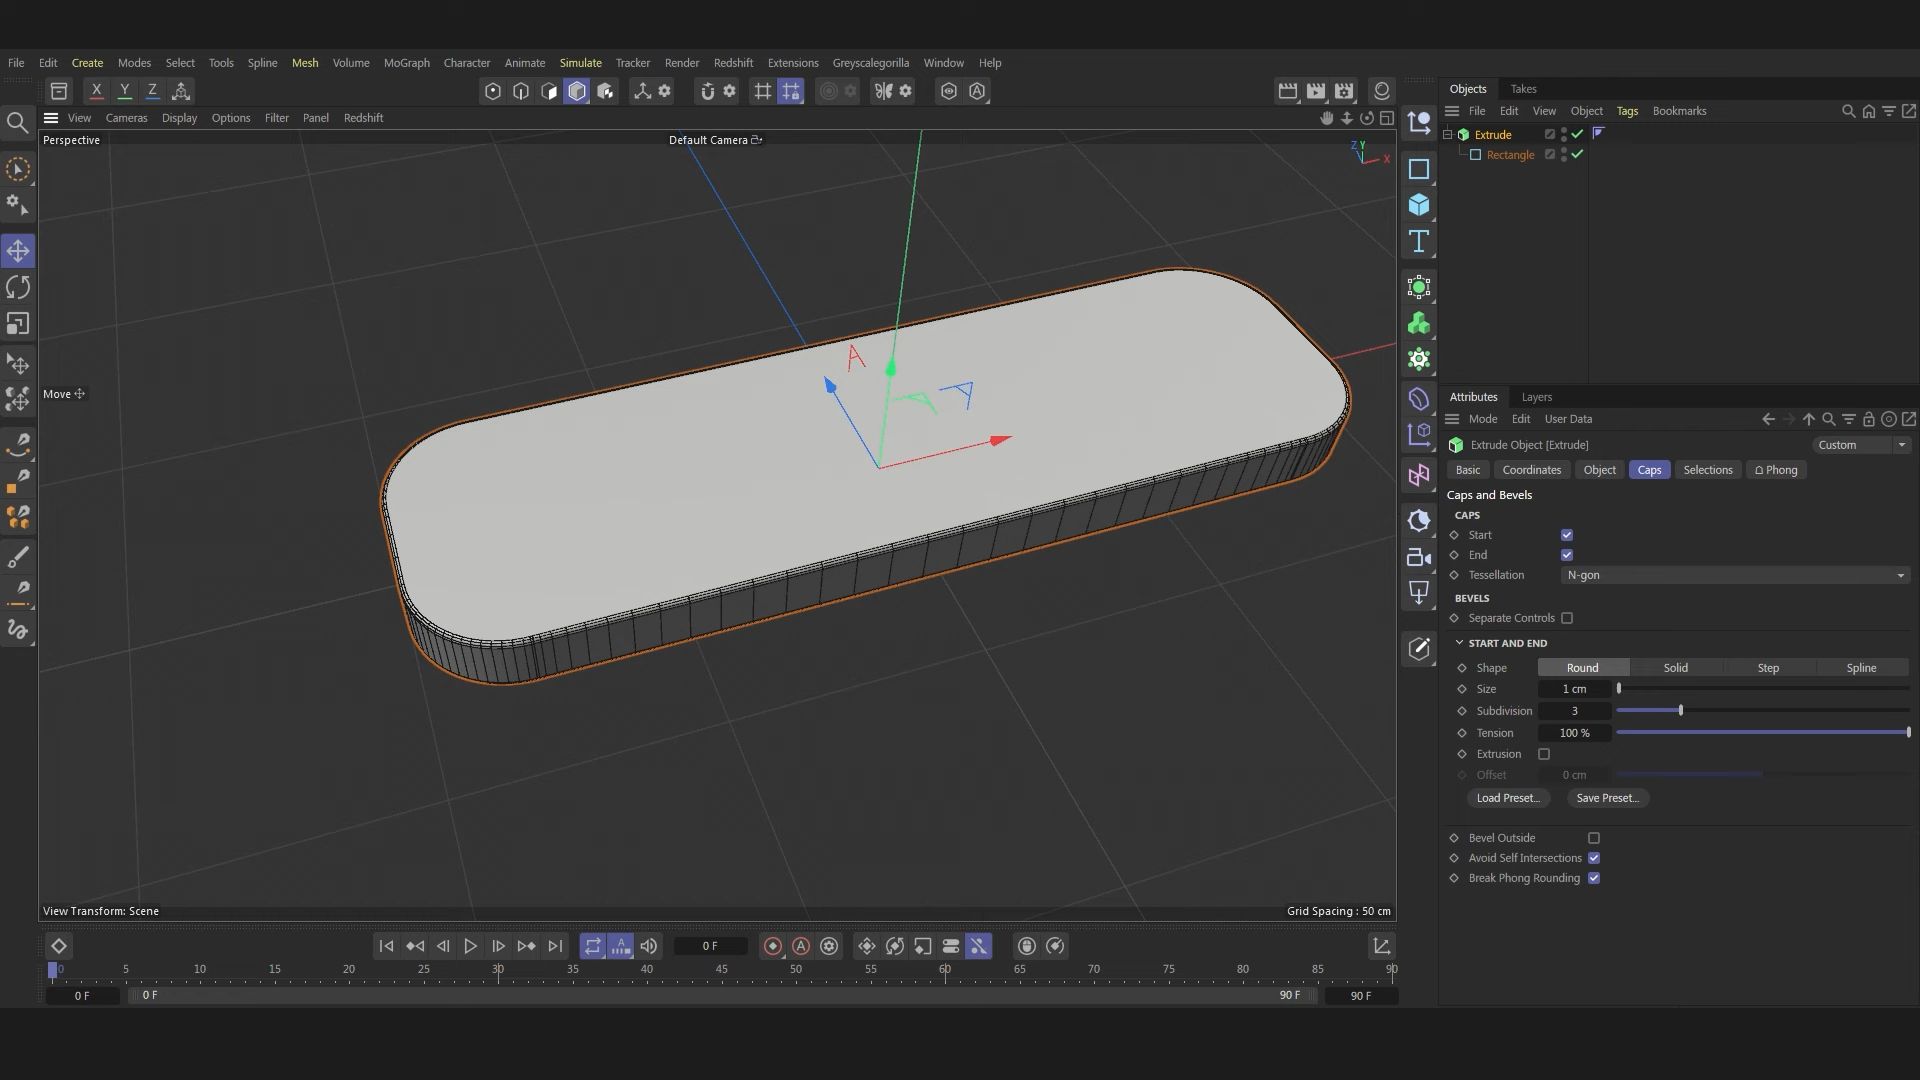 File Edit Create Modes Select Tools Spline Mesh Volume MoGraph Character Animate Simulate Tracker Render Redshift Extensions Greyscalegorilla Window Help
X Y Z
View Cameras Display Options Filter Panel Redshift
Perspective
Default Camera
Z Y X
Move
A
A
A
View Transform: Scene
Grid Spacing : 50 cm
0 F
0 5 10 15 20 25 30 35 40 45 50 55 60 65 70 75 80 85 90
0 F 0 F 90 F 90 F
Objects Takes
File Edit View Object Tags Bookmarks
Extrude
Rectangle
Attributes Layers
Mode Edit User Data
Extrude Object [Extrude] Custom
Basic Coordinates Object Caps Selections Phong
Caps and Bevels
CAPS
Start
End
Tessellation N-gon
BEVELS
Separate Controls
START AND END
Shape Round Solid Step Spline
Size 1 cm
Subdivision 3
Tension 100 %
Extrusion
Offset 0 cm
Load Preset... Save Preset...
Bevel Outside
Avoid Self Intersections
Break Phong Rounding